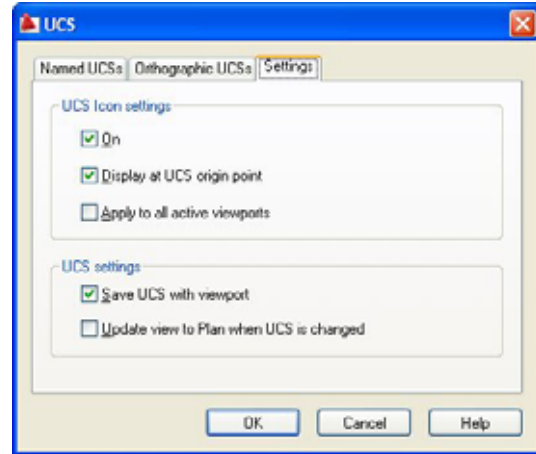 UCS
Named UCSs Orthographic UCSs Settings
UCS Icon settings
On
Display at UCS origin point
Apply to all active viewports
UCS settings
Save UCS with viewport
Update view to Plan when UCS is changed
OK Cancel Help